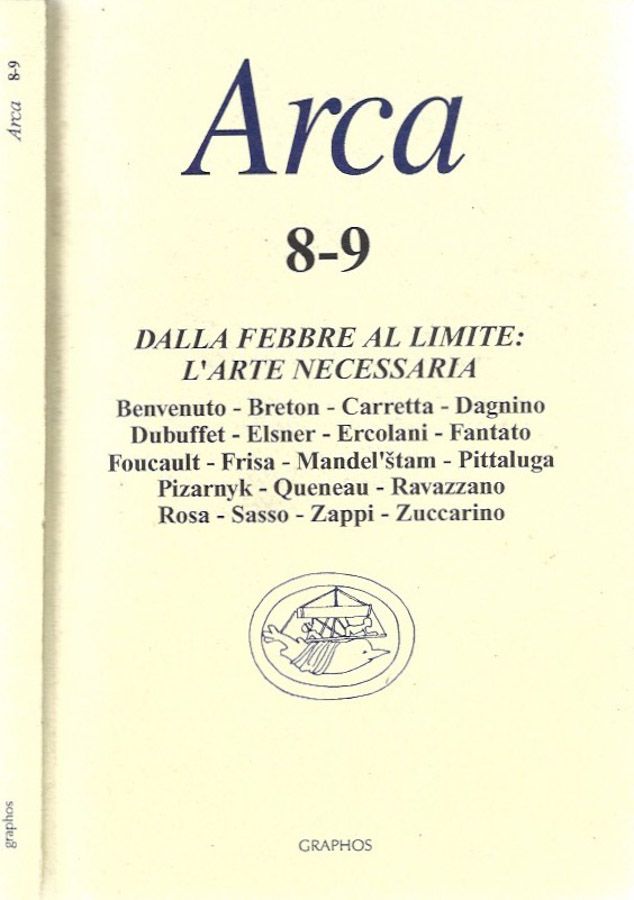 Arca 8-9
graphos
Arca
8-9
DALLA FEBBRE AL LIMITE:
L'ARTE NECESSARIA
Benvenuto - Breton - Carretta - Dagnino
Dubuffet - Elsner - Ercolani - Fantato
Foucault - Frisa - Mandel'štam - Pittaluga
Pizarnyk - Queneau - Ravazzano
Rosa - Sasso - Zappi - Zuccarino
GRAPHOS